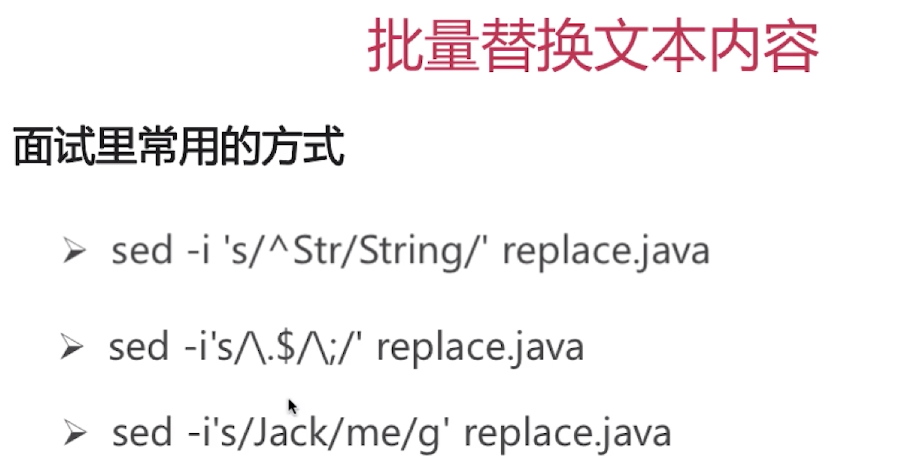 批量替换文本内容
面试里常用的方式
➢ sed -i 's/^Str/String/' replace.java
➢ sed -i's/\.$/\;/' replace.java
➢ sed -i's/Jack/me/g' replace.java